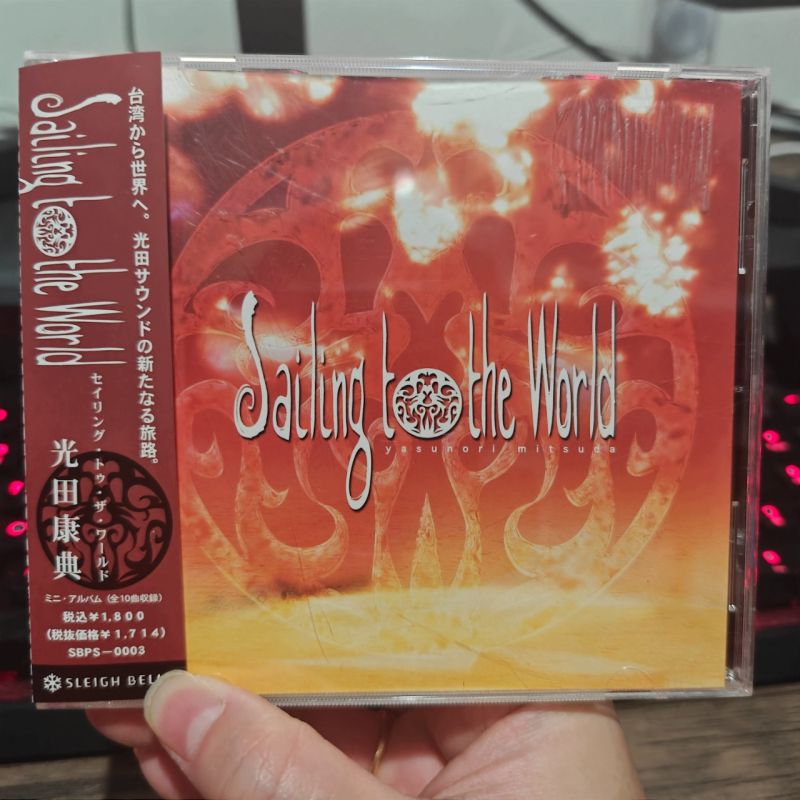 Sailing to the World
台湾から世界へ。光田サウンドの新たなる旅路。
セイリング・トゥ・ザ・ワールド
光田康典
ミニ・アルバム(全10曲収録)
税込¥1,800
(税抜価格¥1,714)
SBPS-0003
SLEIGH BELL
Sailing to the World
yasunori mitsuda